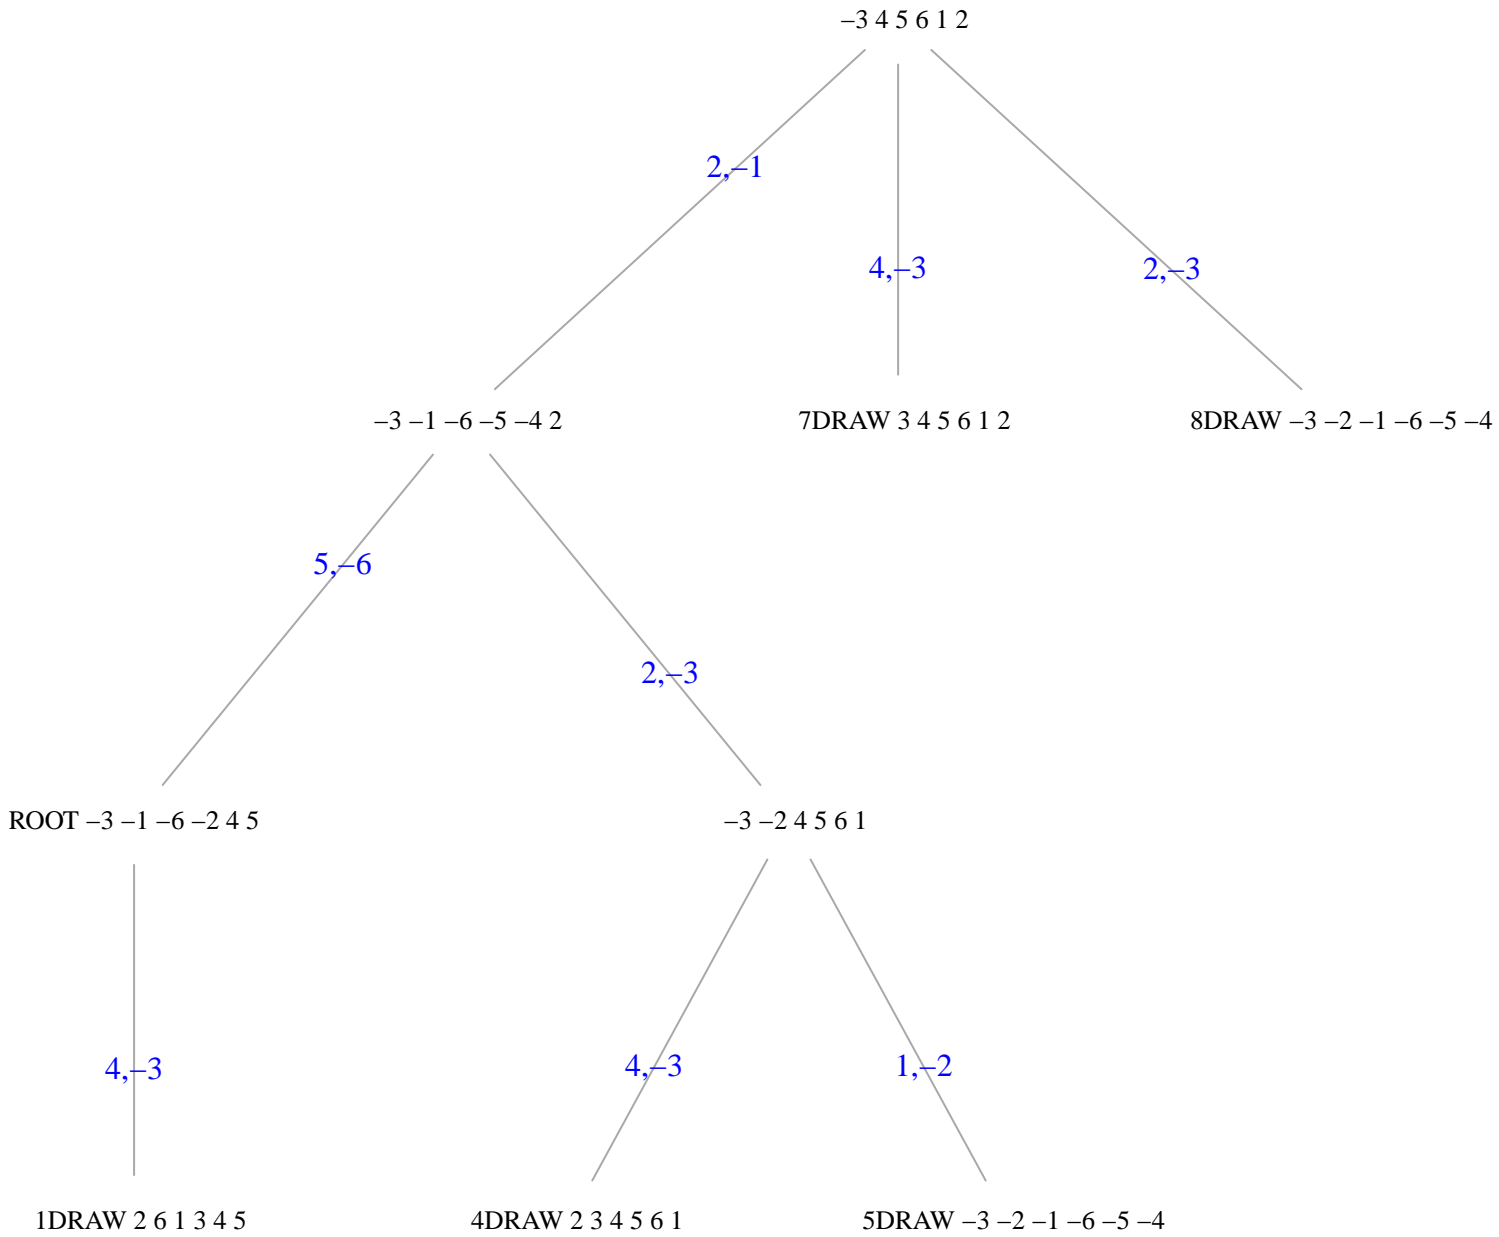 –3 4 5 6 1 2
2,–1
4,–3
2,–3
–3 –1 –6 –5 –4 2
7DRAW 3 4 5 6 1 2
8DRAW –3 –2 –1 –6 –5 –4
5,–6
2,–3
ROOT –3 –1 –6 –2 4 5
–3 –2 4 5 6 1
4,–3
4,–3
1,–2
1DRAW 2 6 1 3 4 5
4DRAW 2 3 4 5 6 1
5DRAW –3 –2 –1 –6 –5 –4